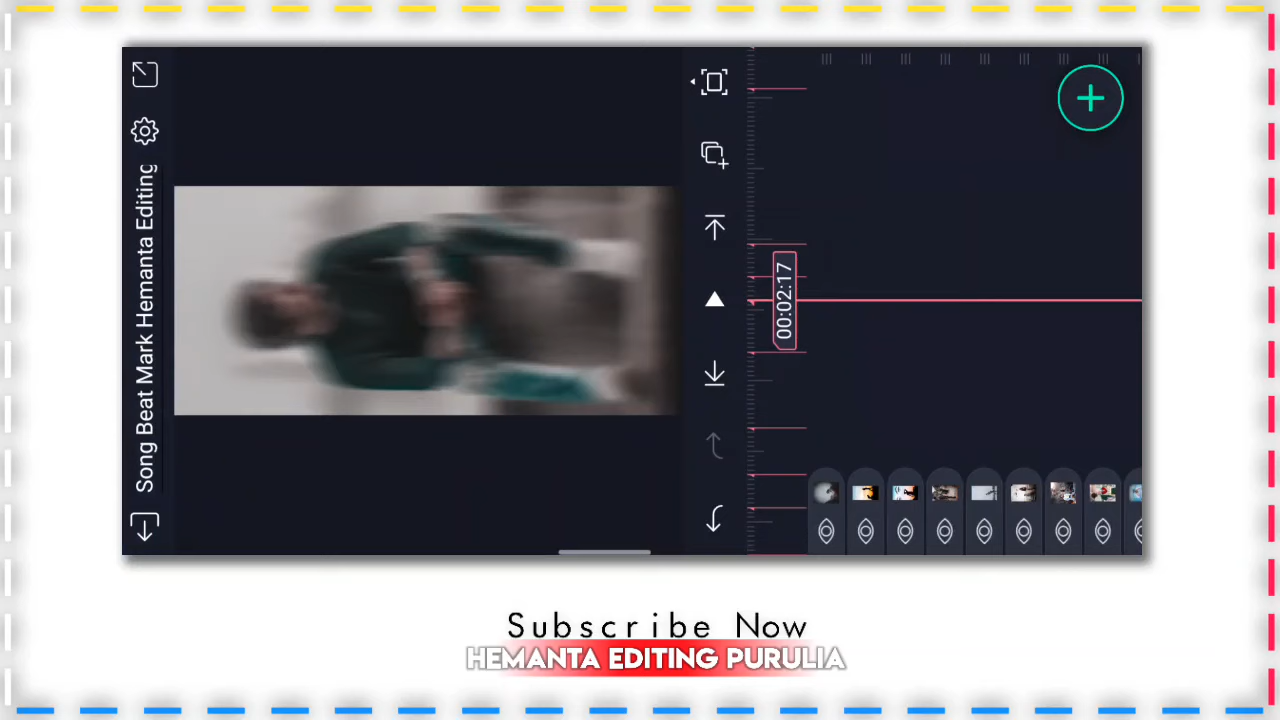 Song Beat Mark Hemanta Editing
00:02:17
Subscribe Now
HEMANTA EDITING PURULIA